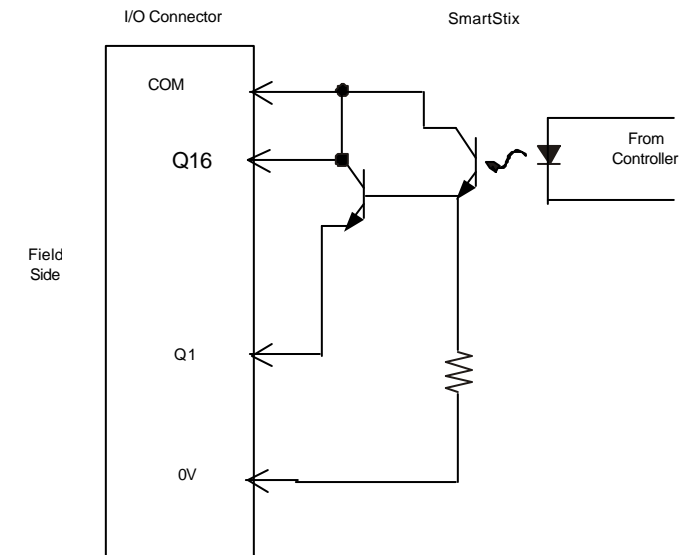 I/O Connector
SmartStix
COM
From
Controller
Q16
Field
Side
Q1
0V